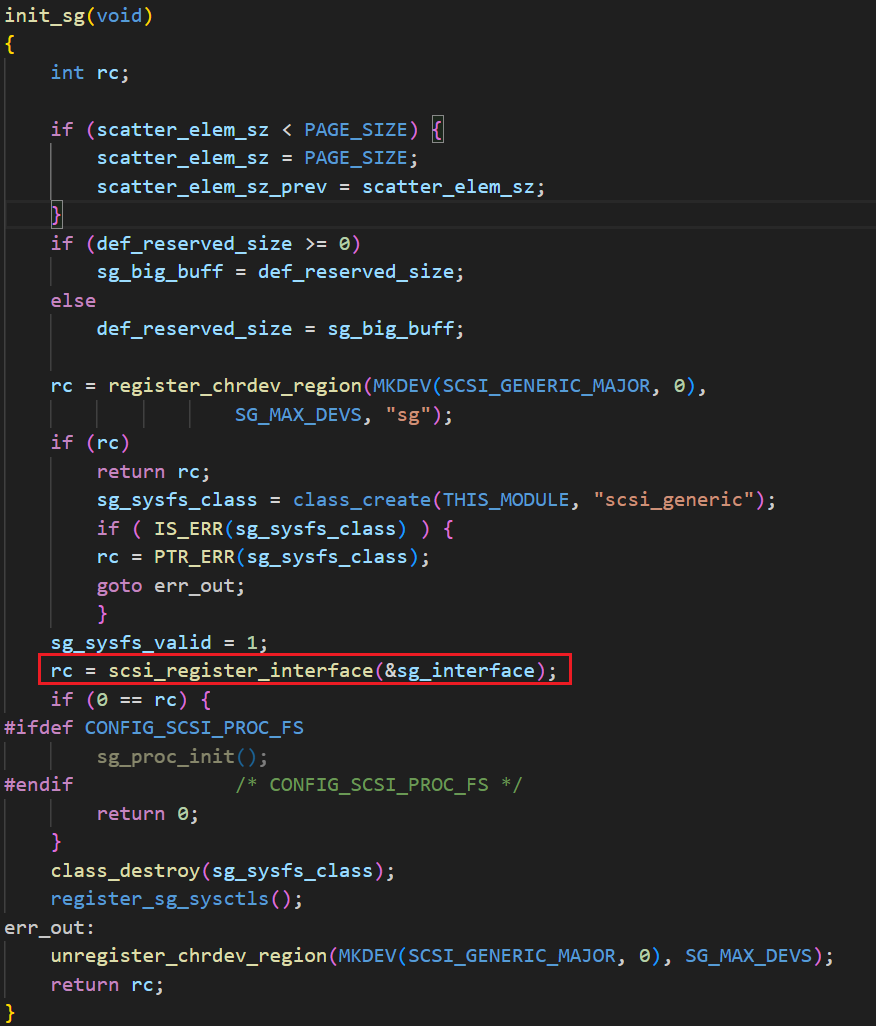 init_sg(void)
{
    int rc;

    if (scatter_elem_sz < PAGE_SIZE) {
        scatter_elem_sz = PAGE_SIZE;
        scatter_elem_sz_prev = scatter_elem_sz;
    }
    if (def_reserved_size >= 0)
        sg_big_buff = def_reserved_size;
    else
        def_reserved_size = sg_big_buff;

    rc = register_chrdev_region(MKDEV(SCSI_GENERIC_MAJOR, 0),
                    SG_MAX_DEVS, "sg");
    if (rc)
        return rc;
        sg_sysfs_class = class_create(THIS_MODULE, "scsi_generic");
        if ( IS_ERR(sg_sysfs_class) ) {
        rc = PTR_ERR(sg_sysfs_class);
        goto err_out;
        }
    sg_sysfs_valid = 1;
    rc = scsi_register_interface(&sg_interface);
    if (0 == rc) {
#ifdef CONFIG_SCSI_PROC_FS
        sg_proc_init();
#endif              /* CONFIG_SCSI_PROC_FS */
        return 0;
    }
    class_destroy(sg_sysfs_class);
    register_sg_sysctls();
err_out:
    unregister_chrdev_region(MKDEV(SCSI_GENERIC_MAJOR, 0), SG_MAX_DEVS);
    return rc;
}